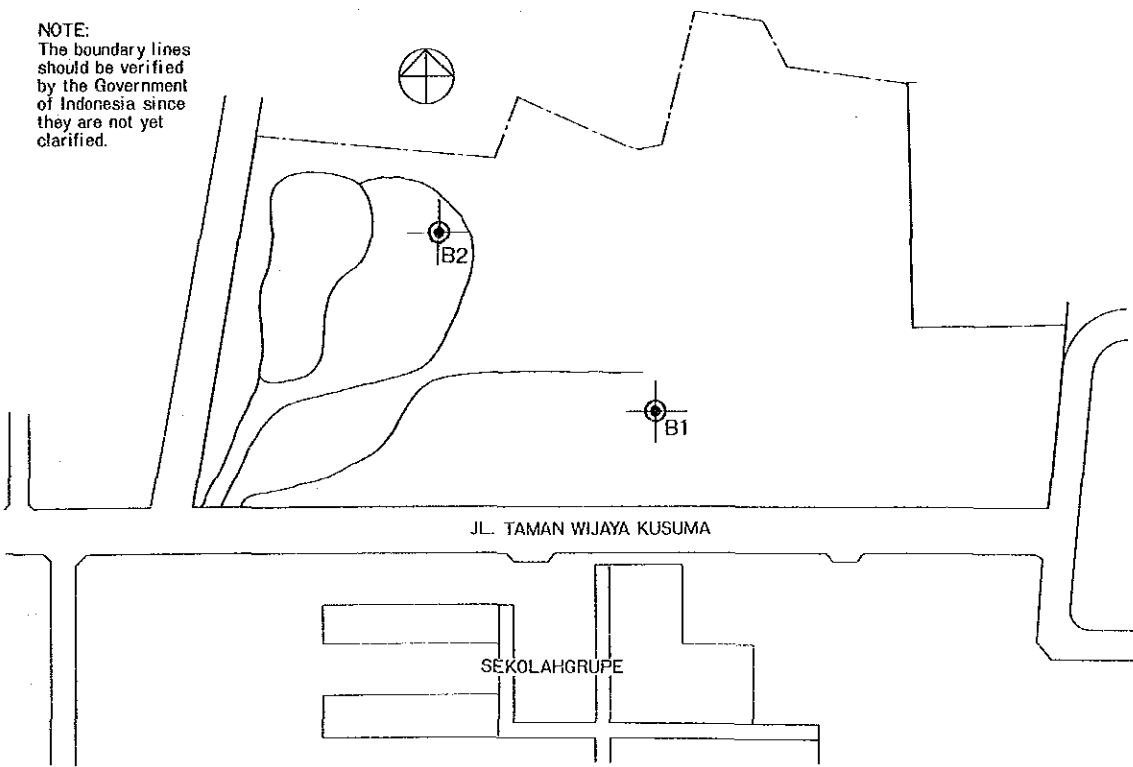 NOTE:
The boundary lines
should be verified
by the Government
of Indonesia since
they are not yet
clarified.
B2
B1
JL. TAMAN WIJAYA KUSUMA
SEKOLAHGRUPE